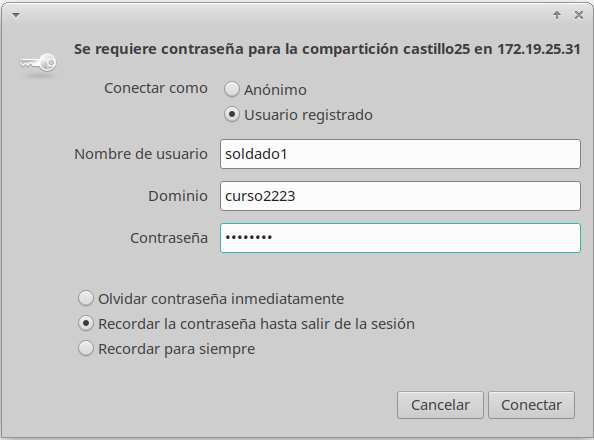 Se requiere contraseña para la compartición castillo25 en 172.19.25.31
Conectar como
Anónimo
Usuario registrado
Nombre de usuario soldado1
Dominio curso2223
Contraseña ••••••••
Olvidar contraseña inmediatamente
Recordar la contraseña hasta salir de la sesión
Recordar para siempre
Cancelar Conectar